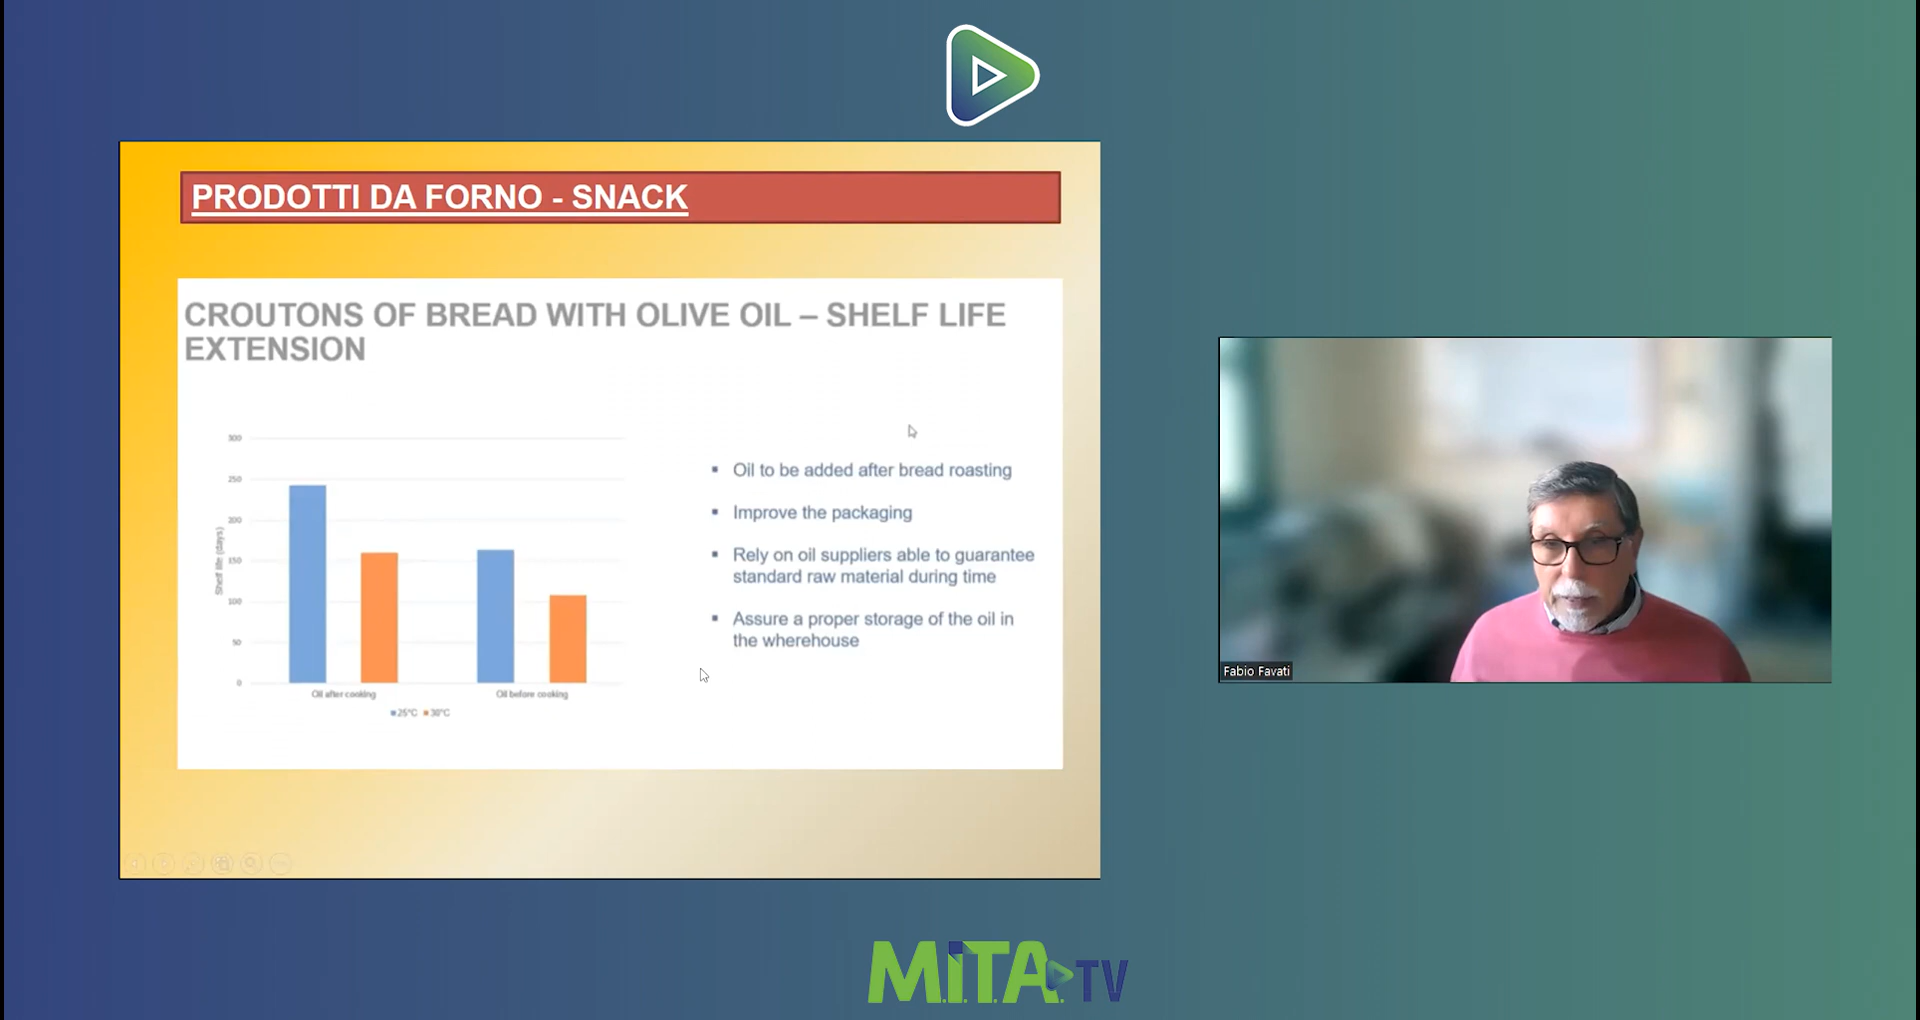 PRODOTTI DA FORNO - SNACK
CROUTONS OF BREAD WITH OLIVE OIL – SHELF LIFE
EXTENSION
300
250
200
150
100
50
0
Shelf life (days)
Oil after cooking
Oil before cooking
25°C
30°C
▪ Oil to be added after bread roasting
▪ Improve the packaging
▪ Rely on oil suppliers able to guarantee
standard raw material during time
▪ Assure a proper storage of the oil in
the wherehouse
Fabio Favati
M.I.T.A. TV